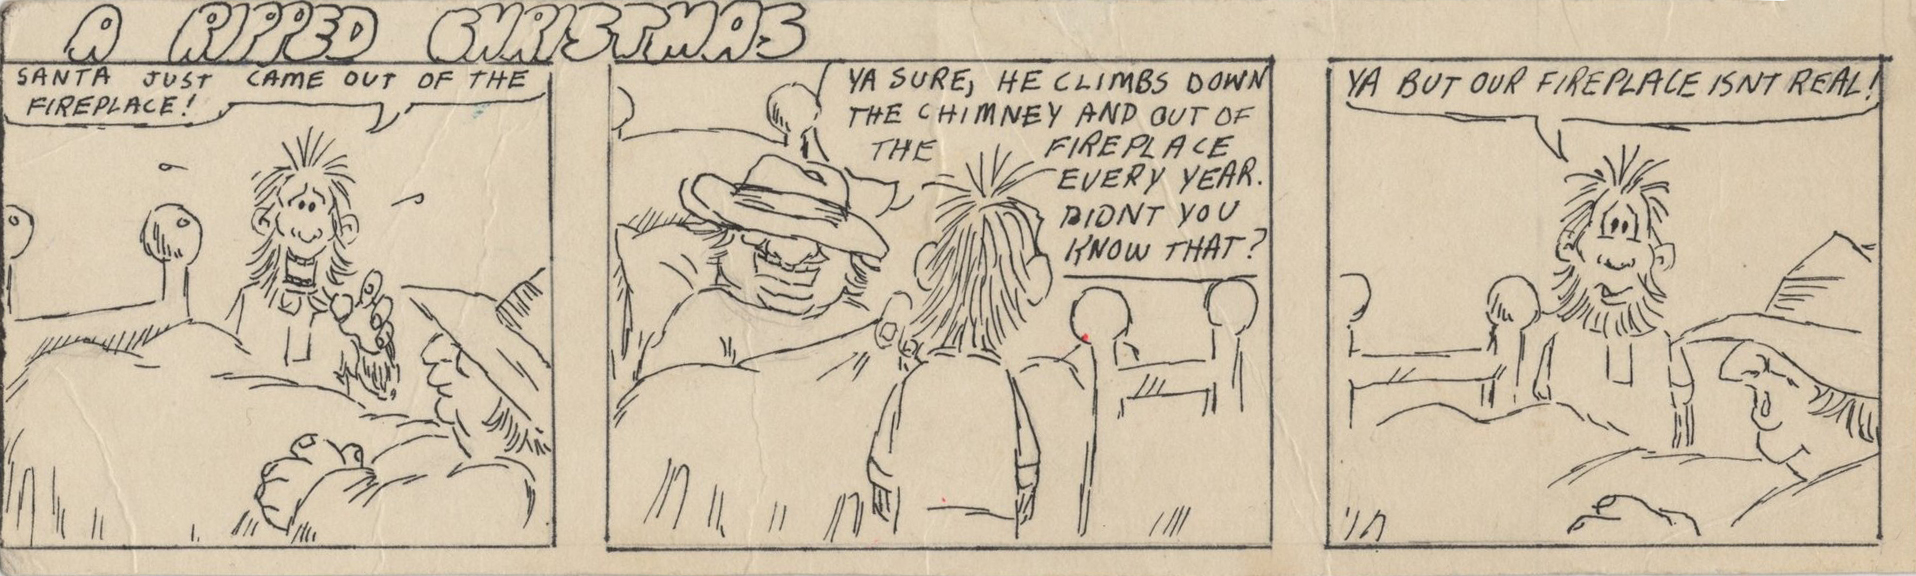 A RIPPED CHRISTMAS
SANTA JUST CAME OUT OF THE
FIREPLACE!
YA SURE, HE CLIMBS DOWN
THE CHIMNEY AND OUT OF
THE FIREPLACE
EVERY YEAR.
DIDNT YOU
KNOW THAT?
YA BUT OUR FIREPLACE ISNT REAL!